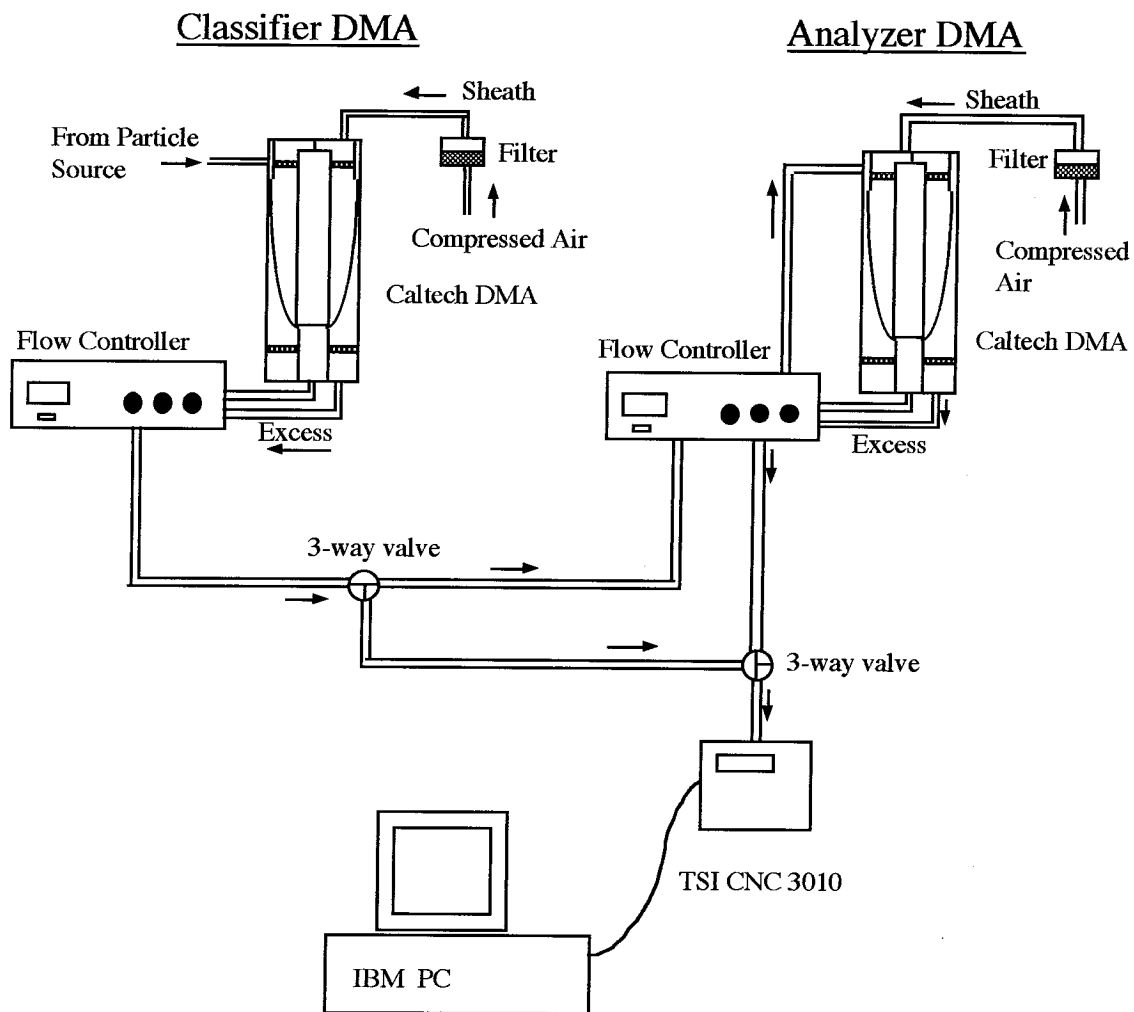 Classifier DMA
Analyzer DMA
Sheath
From Particle
Source
Filter
Compressed Air
Caltech DMA
Flow Controller
Excess
Sheath
Filter
Compressed
Air
Caltech DMA
Flow Controller
Excess
3-way valve
3-way valve
TSI CNC 3010
IBM PC